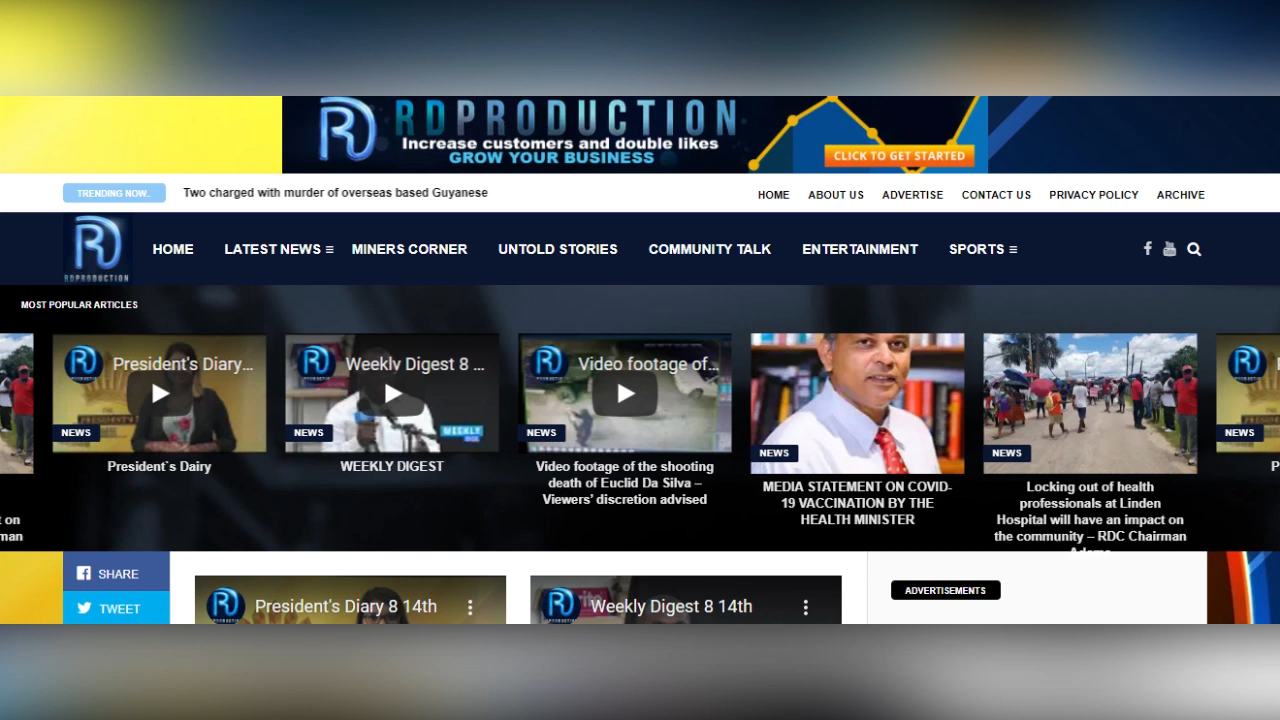 RDPRODUCTION
Increase customers and double likes
GROW YOUR BUSINESS
CLICK TO GET STARTED
TRENDING NOW..
Two charged with murder of overseas based Guyanese
HOME ABOUT US ADVERTISE CONTACT US PRIVACY POLICY ARCHIVE
RDPRODUCTION
HOME LATEST NEWS ≡ MINERS CORNER UNTOLD STORIES COMMUNITY TALK ENTERTAINMENT SPORTS ≡
MOST POPULAR ARTICLES
President's Diary...
NEWS
President`s Dairy
Weekly Digest 8 ...
WEEKLY
NEWS
WEEKLY DIGEST
Video footage of...
NEWS
Video footage of the shooting
death of Euclid Da Silva –
Viewers' discretion advised
NEWS
MEDIA STATEMENT ON COVID-
19 VACCINATION BY THE
HEALTH MINISTER
NEWS
Locking out of health
professionals at Linden
Hospital will have an impact on
the community – RDC Chairman
NEWS
P
t on
man
SHARE
TWEET
President's Diary 8 14th
Weekly Digest 8 14th
ADVERTISEMENTS